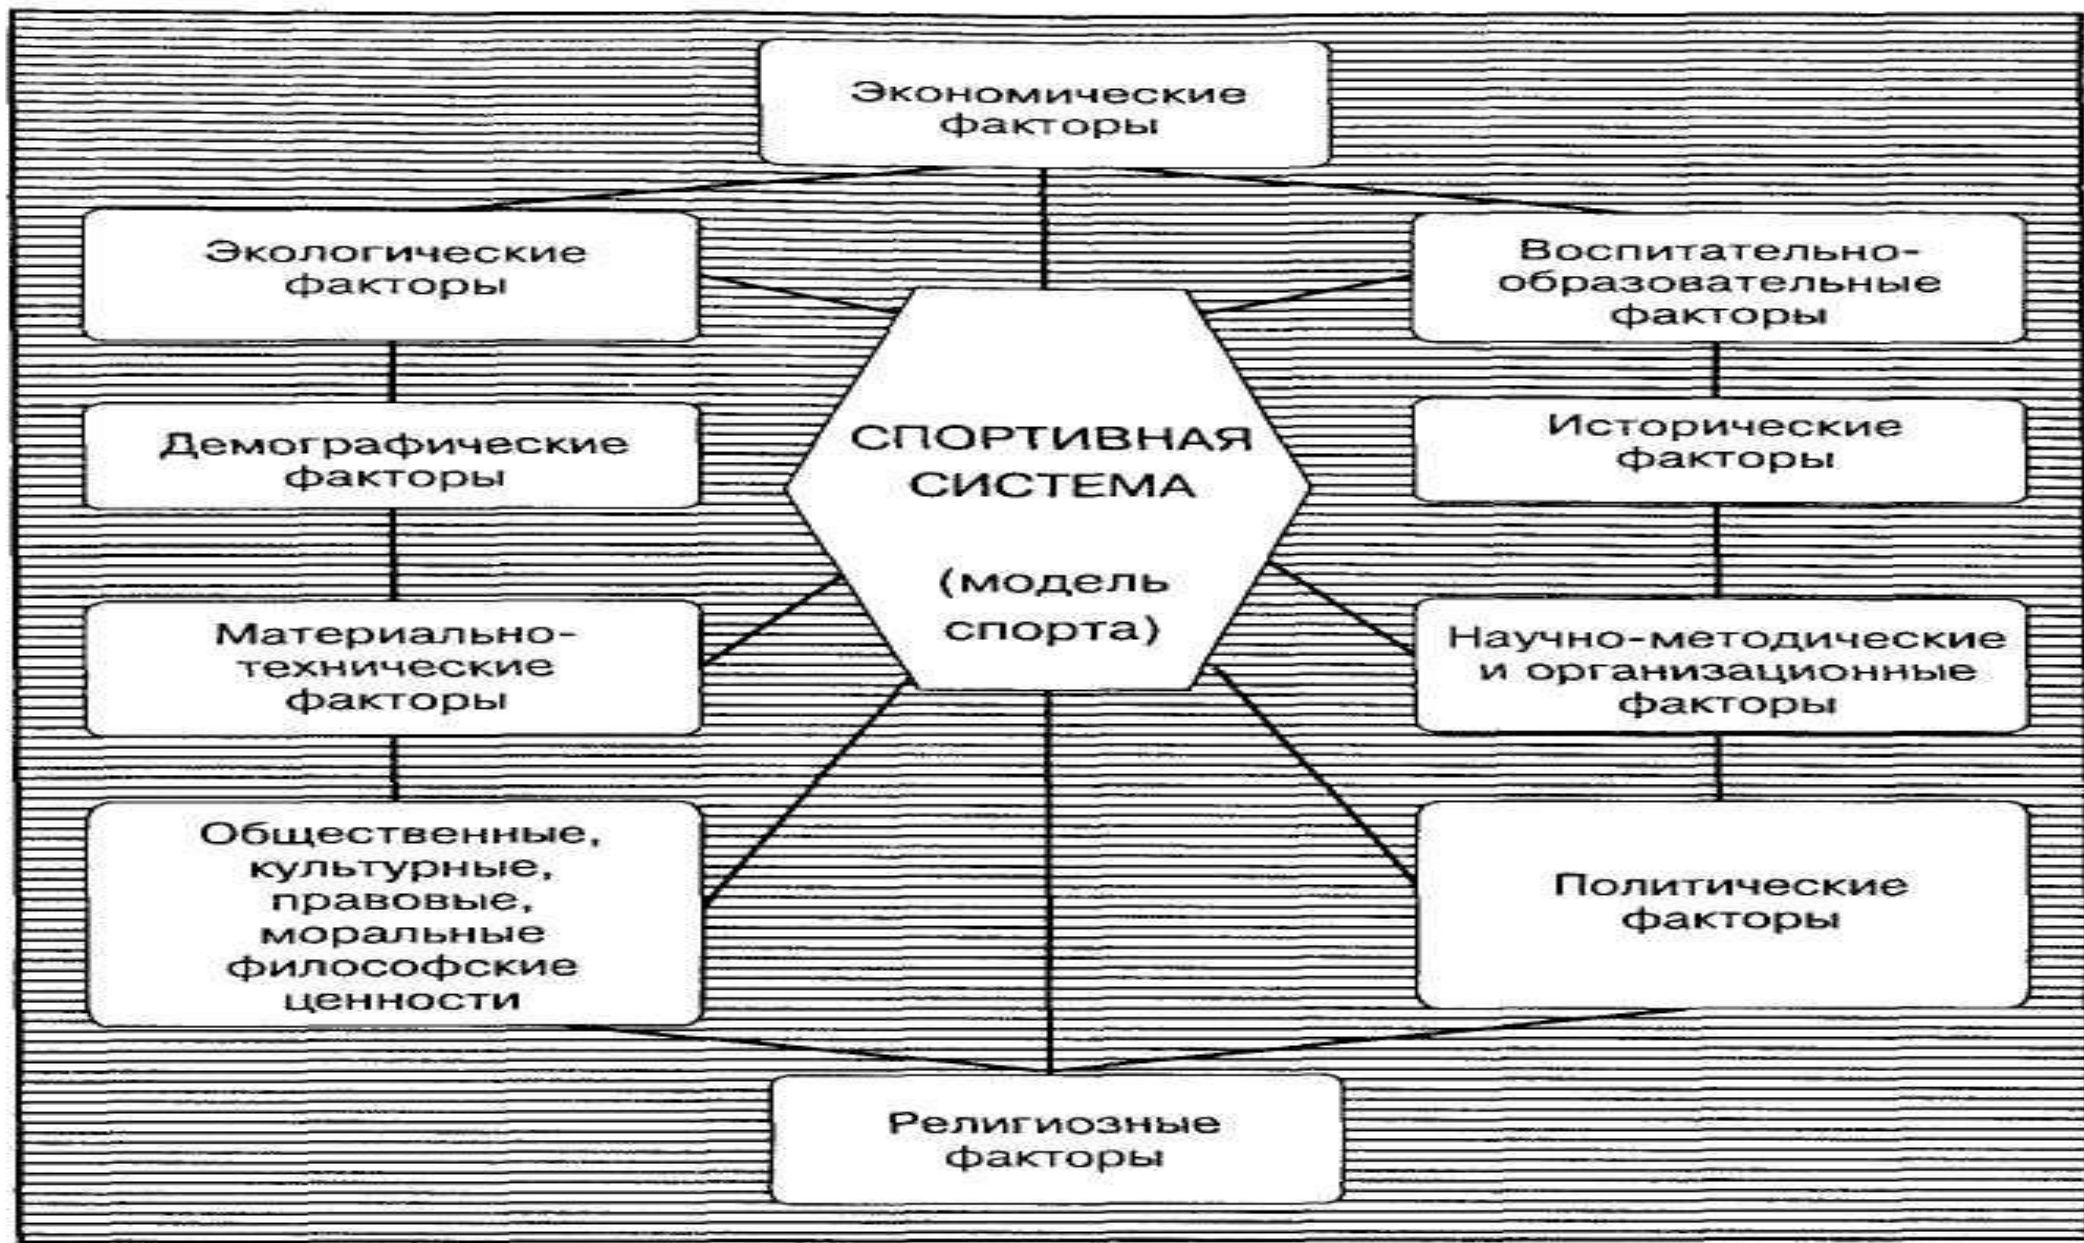 Экономические
факторы
Экологические
факторы
Воспитательно-
образовательные
факторы
СПОРТИВНАЯ
СИСТЕМА
(модель
спорта)
Демографические
факторы
Исторические
факторы
Материально-
технические
факторы
Научно-методические
и организационные
факторы
Общественные,
культурные,
правовые,
моральные
философские
ценности
Политические
факторы
Религиозные
факторы